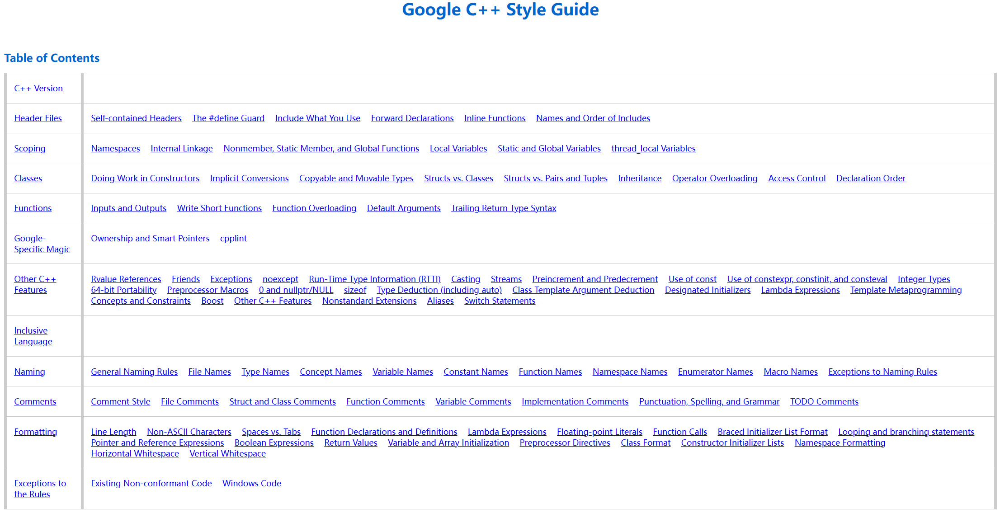 Google C++ Style Guide
Table of Contents
C++ Version
Header Files
Self-contained Headers The #define Guard Include What You Use Forward Declarations Inline Functions Names and Order of Includes
Scoping
Namespaces Internal Linkage Nonmember, Static Member, and Global Functions Local Variables Static and Global Variables thread_local Variables
Classes
Doing Work in Constructors Implicit Conversions Copyable and Movable Types Structs vs. Classes Structs vs. Pairs and Tuples Inheritance Operator Overloading Access Control Declaration Order
Functions
Inputs and Outputs Write Short Functions Function Overloading Default Arguments Trailing Return Type Syntax
Google-
Specific Magic
Ownership and Smart Pointers cpplint
Other C++
Features
Rvalue References Friends Exceptions noexcept Run-Time Type Information (RTTI) Casting Streams Preincrement and Predecrement Use of const Use of constexpr, constinit, and consteval Integer Types
64-bit Portability Preprocessor Macros 0 and nullptr/NULL sizeof Type Deduction (including auto) Class Template Argument Deduction Designated Initializers Lambda Expressions Template Metaprogramming
Concepts and Constraints Boost Other C++ Features Nonstandard Extensions Aliases Switch Statements
Inclusive
Language
Naming
General Naming Rules File Names Type Names Concept Names Variable Names Constant Names Function Names Namespace Names Enumerator Names Macro Names Exceptions to Naming Rules
Comments
Comment Style File Comments Struct and Class Comments Function Comments Variable Comments Implementation Comments Punctuation, Spelling, and Grammar TODO Comments
Formatting
Line Length Non-ASCII Characters Spaces vs. Tabs Function Declarations and Definitions Lambda Expressions Floating-point Literals Function Calls Braced Initializer List Format Looping and branching statements
Pointer and Reference Expressions Boolean Expressions Return Values Variable and Array Initialization Preprocessor Directives Class Format Constructor Initializer Lists Namespace Formatting
Horizontal Whitespace Vertical Whitespace
Exceptions to
the Rules
Existing Non-conformant Code Windows Code